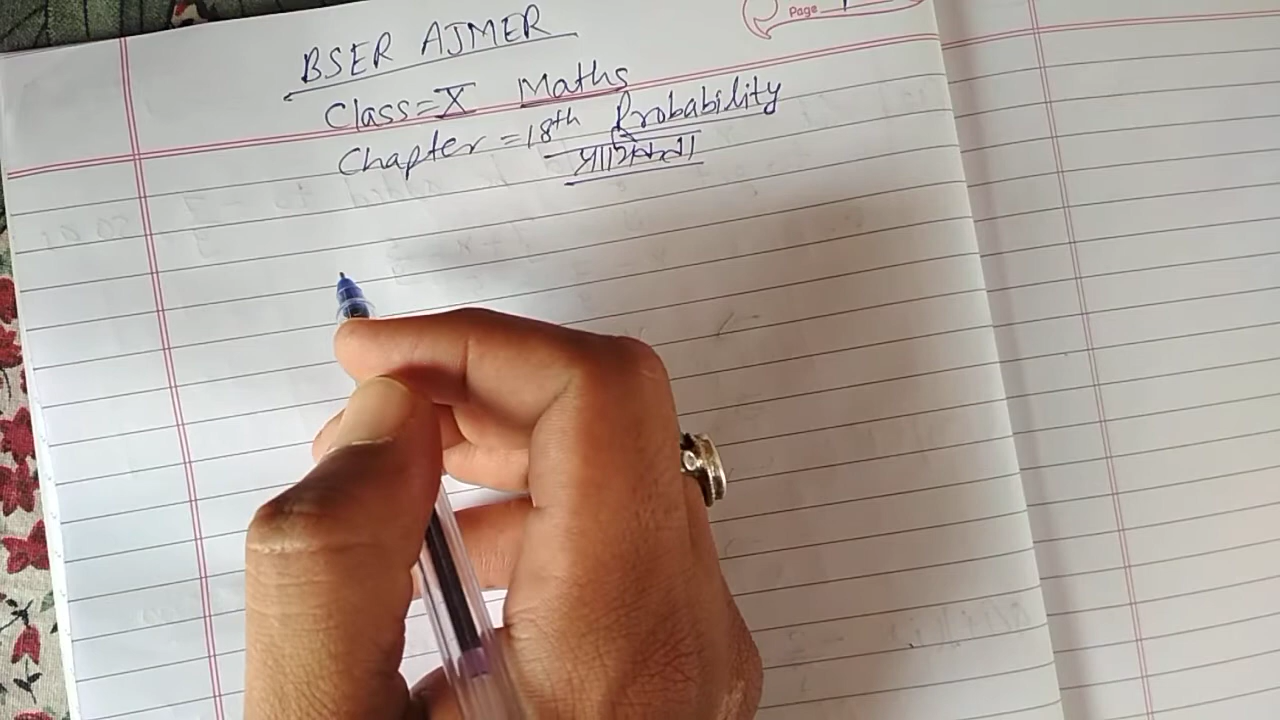 Page
BSER AJMER
Class=X Maths
Chapter =18th Probability
प्रायिकता